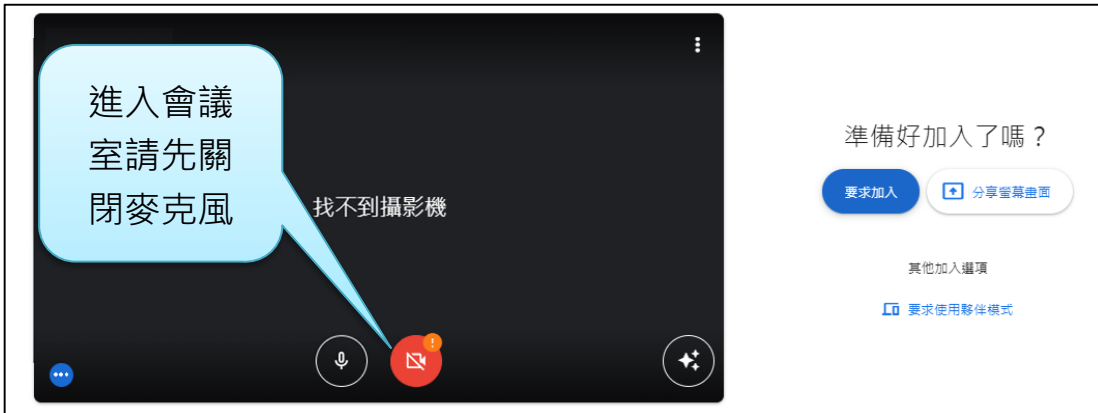 進入會議
室請先關
閉麥克風
找不到攝影機
準備好加入了嗎？
要求加入
分享螢幕畫面
其他加入選項
要求使用夥伴模式